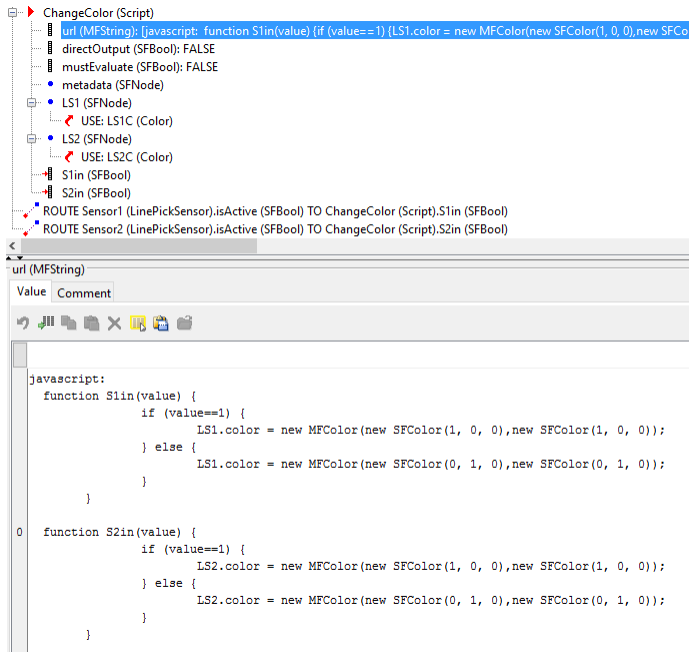 ChangeColor (Script)
url (MFString): [javascript: function S1in(value) {if (value==1) {LS1.color = new MFColor(new SFColor(1, 0, 0),new SFCo
directOutput (SFBool): FALSE
mustEvaluate (SFBool): FALSE
metadata (SFNode)
LS1 (SFNode)
USE: LS1C (Color)
LS2 (SFNode)
USE: LS2C (Color)
S1in (SFBool)
S2in (SFBool)
ROUTE Sensor1 (LinePickSensor).isActive (SFBool) TO ChangeColor (Script).S1in (SFBool)
ROUTE Sensor2 (LinePickSensor).isActive (SFBool) TO ChangeColor (Script).S2in (SFBool)
url (MFString)
Value Comment
javascript:
function S1in(value) {
if (value==1) {
LS1.color = new MFColor(new SFColor(1, 0, 0),new SFColor(1, 0, 0));
} else {
LS1.color = new MFColor(new SFColor(0, 1, 0),new SFColor(0, 1, 0));
}
}
0 function S2in(value) {
if (value==1) {
LS2.color = new MFColor(new SFColor(1, 0, 0),new SFColor(1, 0, 0));
} else {
LS2.color = new MFColor(new SFColor(0, 1, 0),new SFColor(0, 1, 0));
}
}